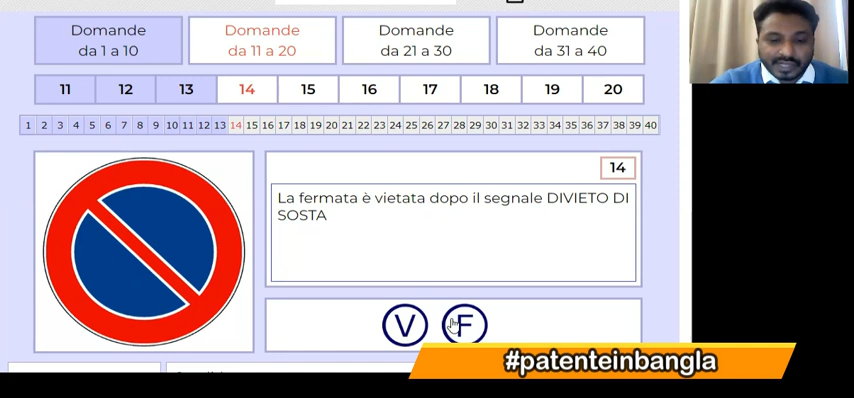 Domande
da 1 a 10
Domande
da 11 a 20
Domande
da 21 a 30
Domande
da 31 a 40
11 12 13 14 15 16 17 18 19 20
1 2 3 4 5 6 7 8 9 10 11 12 13 14 15 16 17 18 19 20 21 22 23 24 25 26 27 28 29 30 31 32 33 34 35 36 37 38 39 40
14
La fermata è vietata dopo il segnale DIVIETO DI
SOSTA
V F
#patenteinbangla